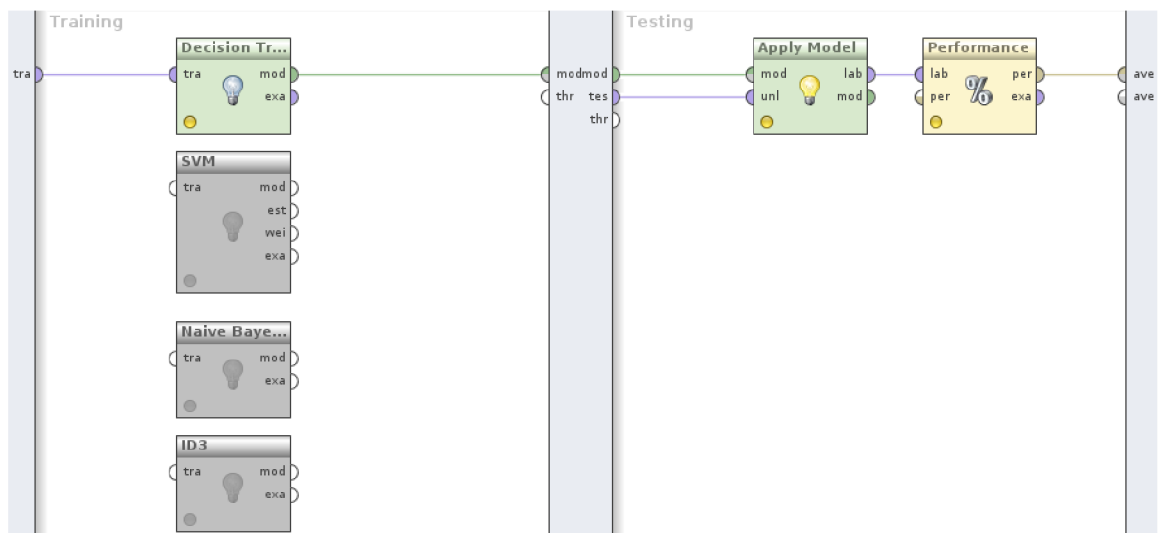 Training
Testing
Decision Tr...
Apply Model
Performance
tra
tra
mod
mod
mod
mod
lab
lab
per
ave
exa
thr
tes
unl
mod
per
exa
ave
thr
SVM
tra
mod
est
wei
exa
Naive Baye...
tra
mod
exa
ID3
tra
mod
exa